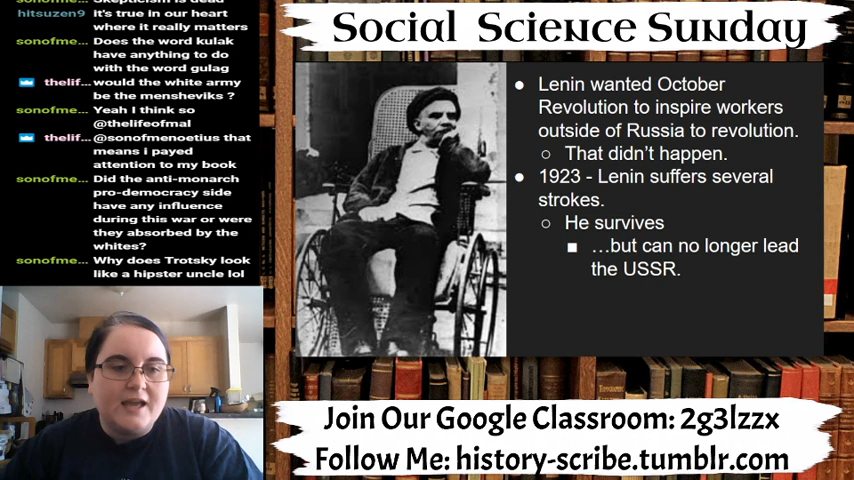 Skepticism is dead
hitsuzen9 it's true in our heart
where it really matters
sonofme... Does the word kulak
have anything to do
with the word gulag
thelif... would the white army
be the mensheviks ?
sonofme... Yeah I think so
@thelifeofmal
thelif... @sonofmenoetius that
means i payed
attention to my book
sonofme... Did the anti-monarch
pro-democracy side
have any influence
during this war or were
they absorbed by the
whites?
sonofme... Why does Trotsky look
like a hipster uncle lol
Social Science Sunday
● Lenin wanted October
Revolution to inspire workers
outside of Russia to revolution.
○ That didn't happen.
● 1923 - Lenin suffers several
strokes.
○ He survives
■ …but can no longer lead
the USSR.
Join Our Google Classroom: 2g3lzzx
Follow Me: history-scribe.tumblr.com